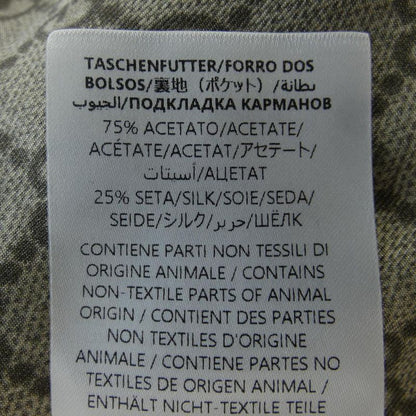 TASCHENFUTTER/FORRO DOS
BOLSOS/裏地（ポケット）/بطانة
الجيوب/ПОДКЛАДКА КАРМАНОВ
75% ACETATO/ACETATE/
ACÉTATE/ACETAT/アセテート/
أسيتات/АЦЕТАТ
25% SETA/SILK/SOIE/SEDA/
SEIDE/シルク/حرير/ШЁЛК
CONTIENE PARTI NON TESSILI DI
ORIGINE ANIMALE / CONTAINS
NON-TEXTILE PARTS OF ANIMAL
ORIGIN / CONTIENT DES PARTIES
NON TEXTILES D'ORIGINE
ANIMALE / CONTIENE PARTES NO
TEXTILES DE ORIGEN ANIMAL /
ENTHÄLT NICHT-TEXTILE TEILE